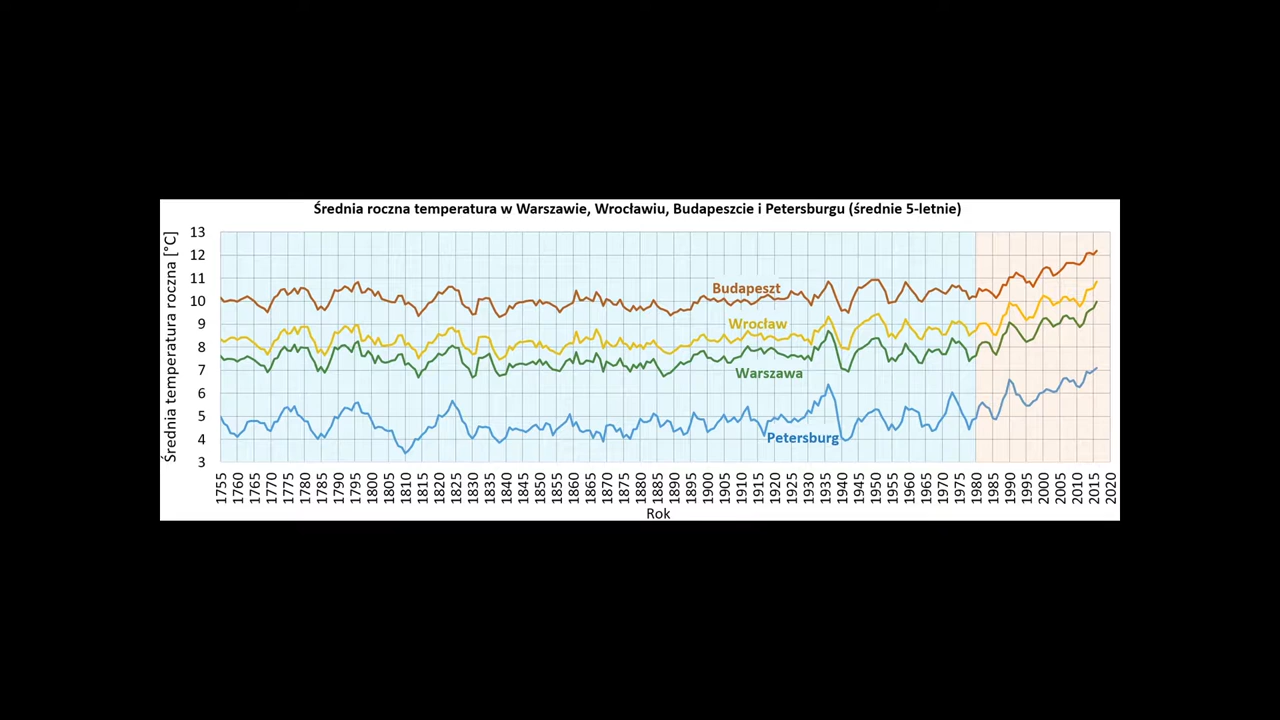 Średnia roczna temperatura w Warszawie, Wrocławiu, Budapeszcie i Petersburgu (średnie 5-letnie)
Średnia temperatura roczna [°C]
13
12
11
10
9
8
7
6
5
4
3
Budapeszt
Wrocław
Warszawa
Petersburg
1755 1760 1765 1770 1775 1780 1785 1790 1795 1800 1805 1810 1815 1820 1825 1830 1835 1840 1845 1850 1855 1860 1865 1870 1875 1880 1885 1890 1895 1900 1905 1910 1915 1920 1925 1930 1935 1940 1945 1950 1955 1960 1965 1970 1975 1980 1985 1990 1995 2000 2005 2010 2015 2020
Rok